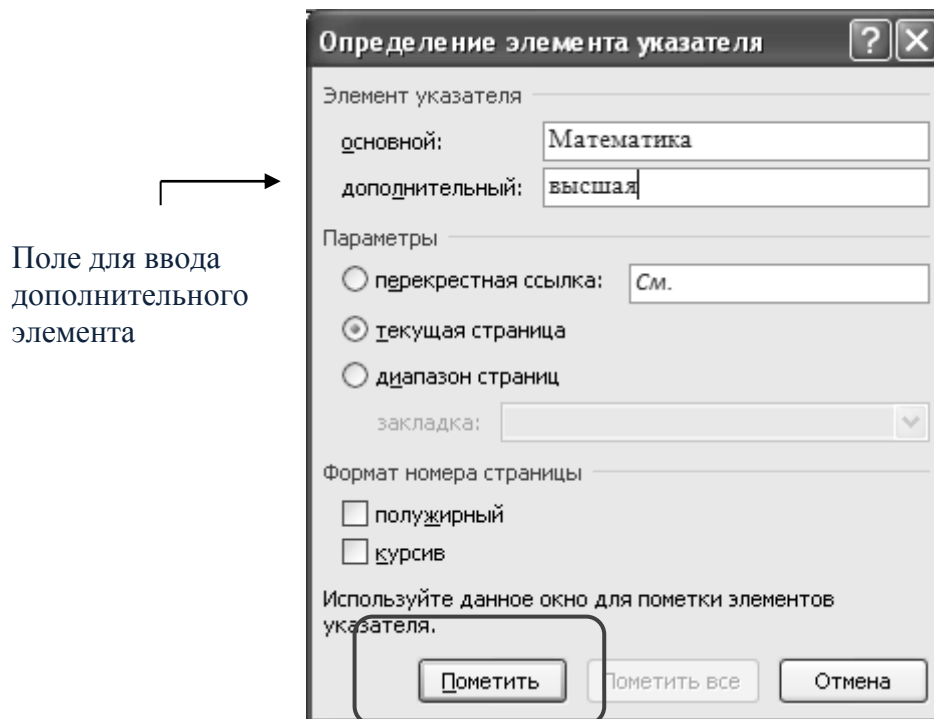 Определение элемента указателя
Элемент указателя
основной: Математика
дополнительный: высшая
Поле для ввода
дополнительного
элемента
Параметры
перекрестная ссылка: См.
текущая страница
диапазон страниц
закладка:
Формат номера страницы
полужирный
курсив
Используйте данное окно для пометки элементов
указателя.
Пометить Пометить все Отмена